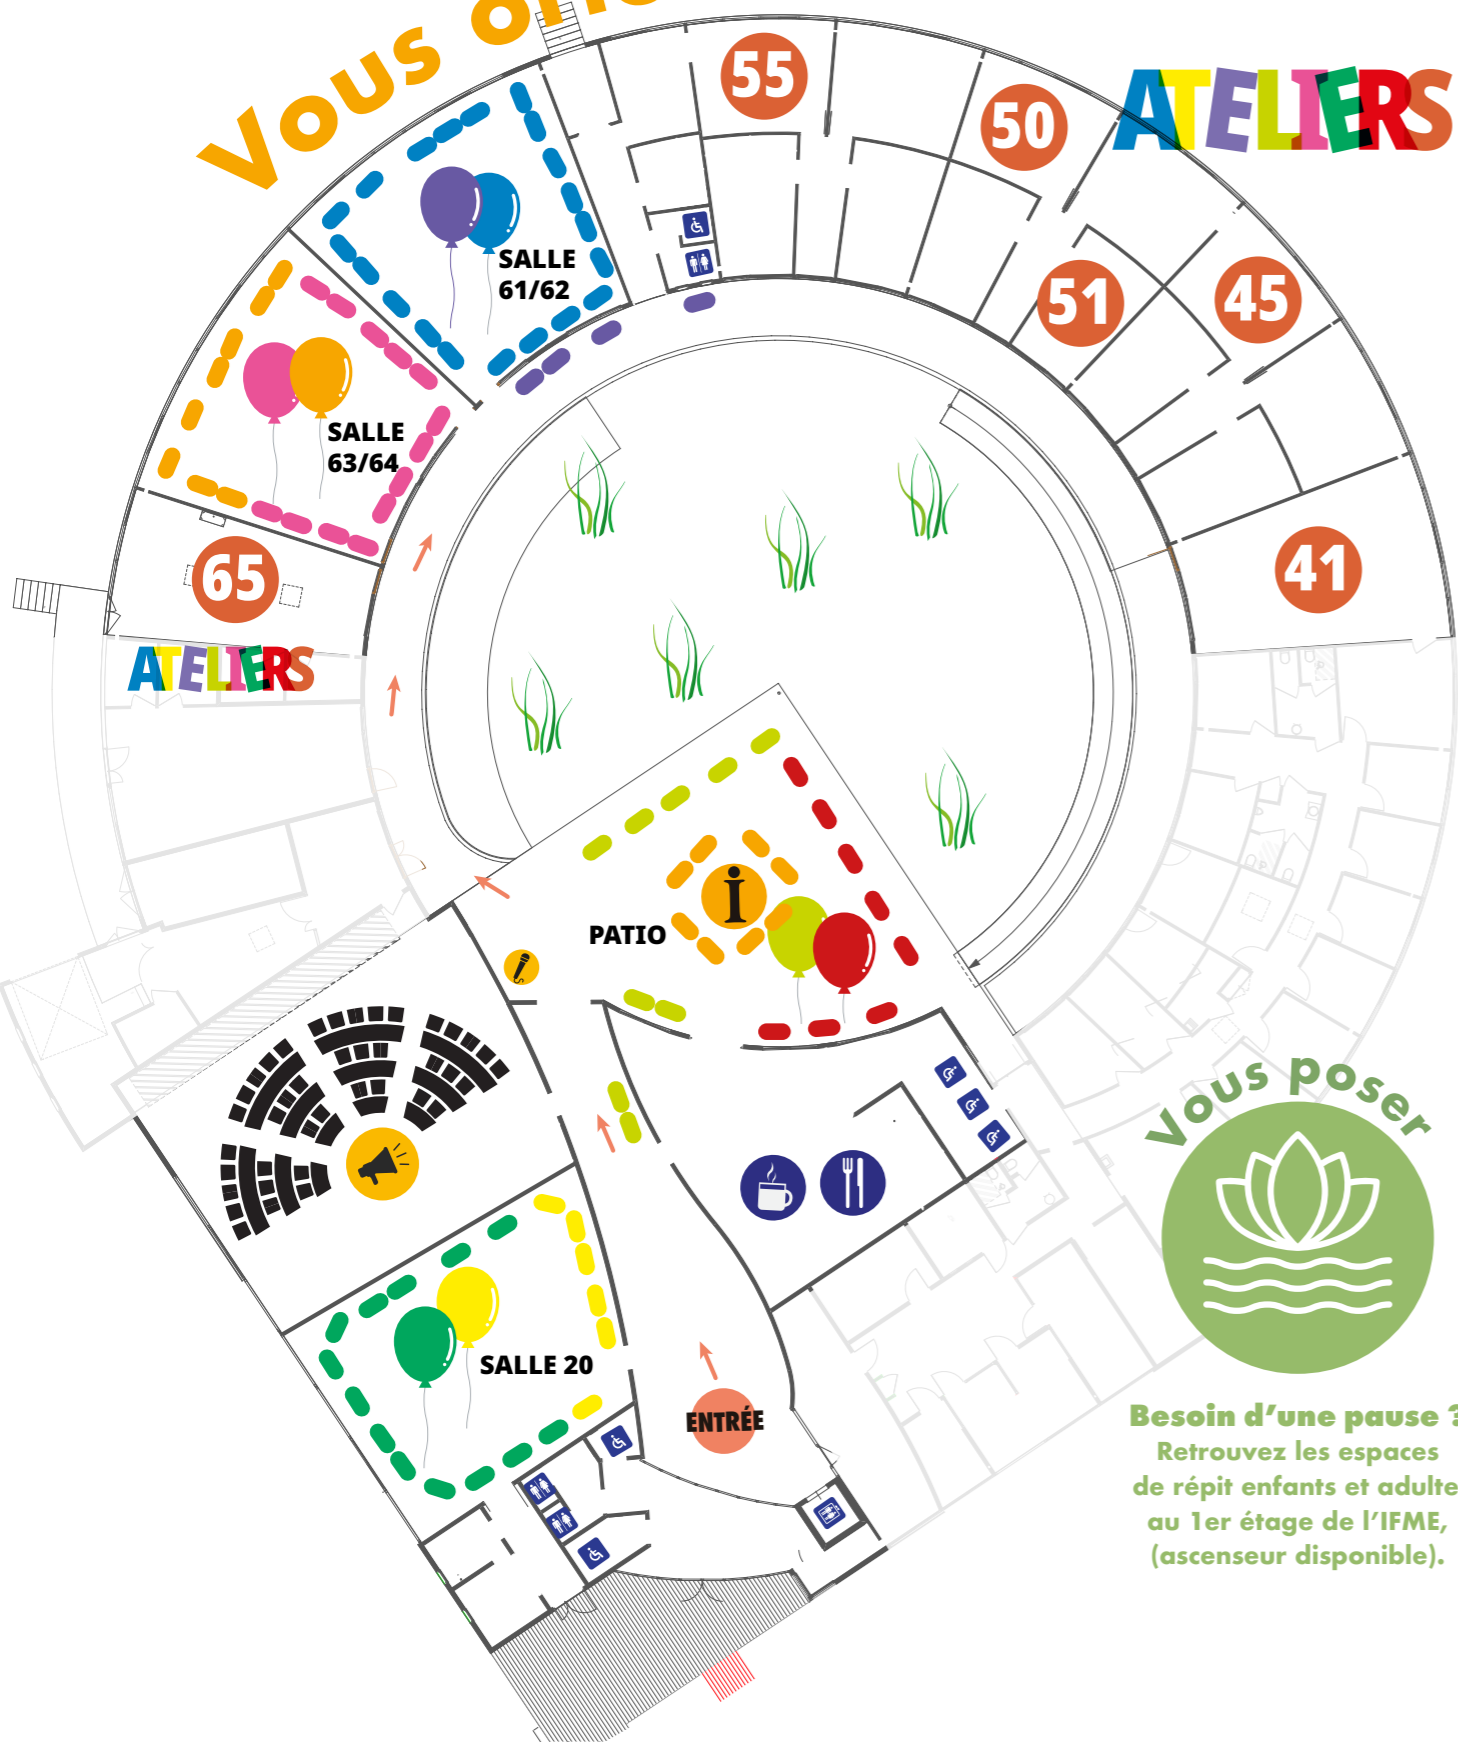 Vous
55
50
ATELIERS
SALLE
61/62
51
45
SALLE
63/64
65
41
ATELIERS
i
PATIO
Vous poser
SALLE 20
ENTRÉE
Besoin d’une pause ?
Retrouvez les espaces
de répit enfants et adulte
au 1er étage de l’IFME,
(ascenseur disponible).